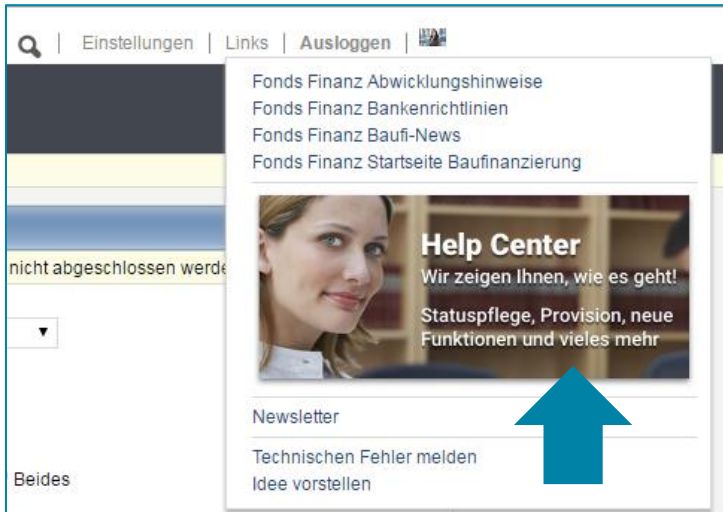 Einstellungen | Links | Ausloggen |
Fonds Finanz Abwicklungshinweise
Fonds Finanz Bankenrichtlinien
Fonds Finanz Baufi-News
Fonds Finanz Startseite Baufinanzierung
nicht abgeschlossen werde
Help Center
Wir zeigen Ihnen, wie es geht!
Statuspflege, Provision, neue
Funktionen und vieles mehr
Newsletter
Technischen Fehler melden
Beides
Idee vorstellen